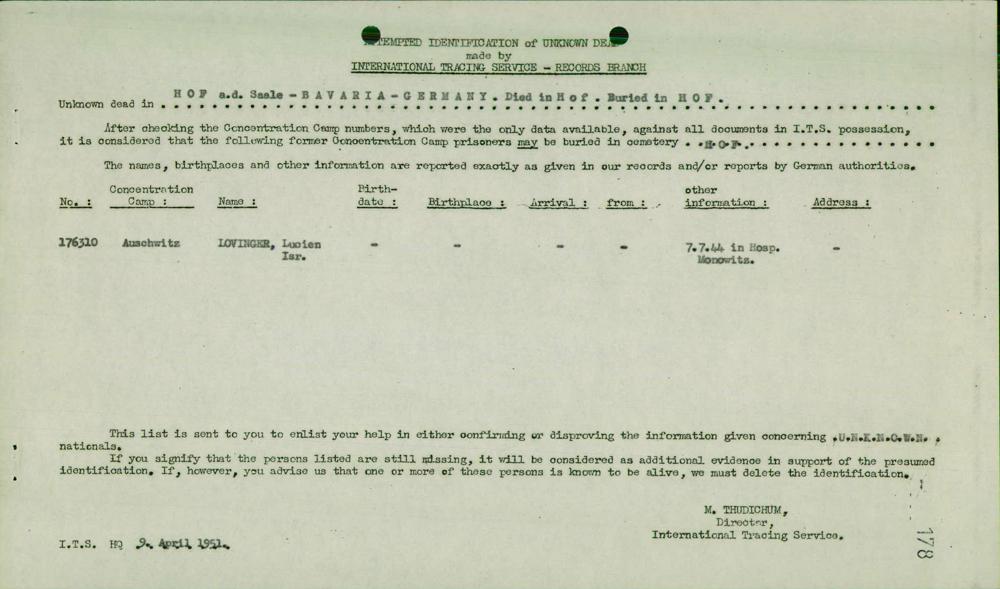 ATTEMPTED IDENTIFICATION of UNKNOWN DEAD
made by
INTERNATIONAL TRACING SERVICE - RECORDS BRANCH
Unknown dead in HOF a.d. Saale - BAVARIA - GERMANY. Died in Hof. Buried in HOF.
After checking the Concentration Camp numbers, which were the only data available, against all documents in I.T.S. possession,
it is considered that the following former Concentration Camp prisoners may be buried in cemetery . .H.O.F. . . . . . . . . . . . . . .
The names, birthplaces and other information are reported exactly as given in our records and/or reports by German authorities.
Concentration Birth- other
No. : Camp : Name : date : Birthplace : Arrival : from : information : Address :
176310 Auschwitz LOVINGER, Lucien - - - - 7.7.44 in Hosp. -
Isr. Monowitz.
This list is sent to you to enlist your help in either confirming or disproving the information given concerning .U.N.K.N.O.W.N. .
nationals.
If you signify that the persons listed are still missing, it will be considered as additional evidence in support of the presumed
identification. If, however, you advise us that one or more of these persons is known to be alive, we must delete the identification.
M. THUDICHUM,
Director,
International Tracing Service.
I.T.S. HQ 9. April 1951.
178